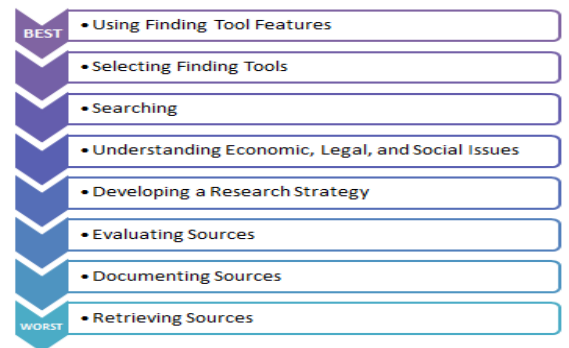 BEST
• Using Finding Tool Features
• Selecting Finding Tools
• Searching
• Understanding Economic, Legal, and Social Issues
• Developing a Research Strategy
• Evaluating Sources
• Documenting Sources
WORST
• Retrieving Sources